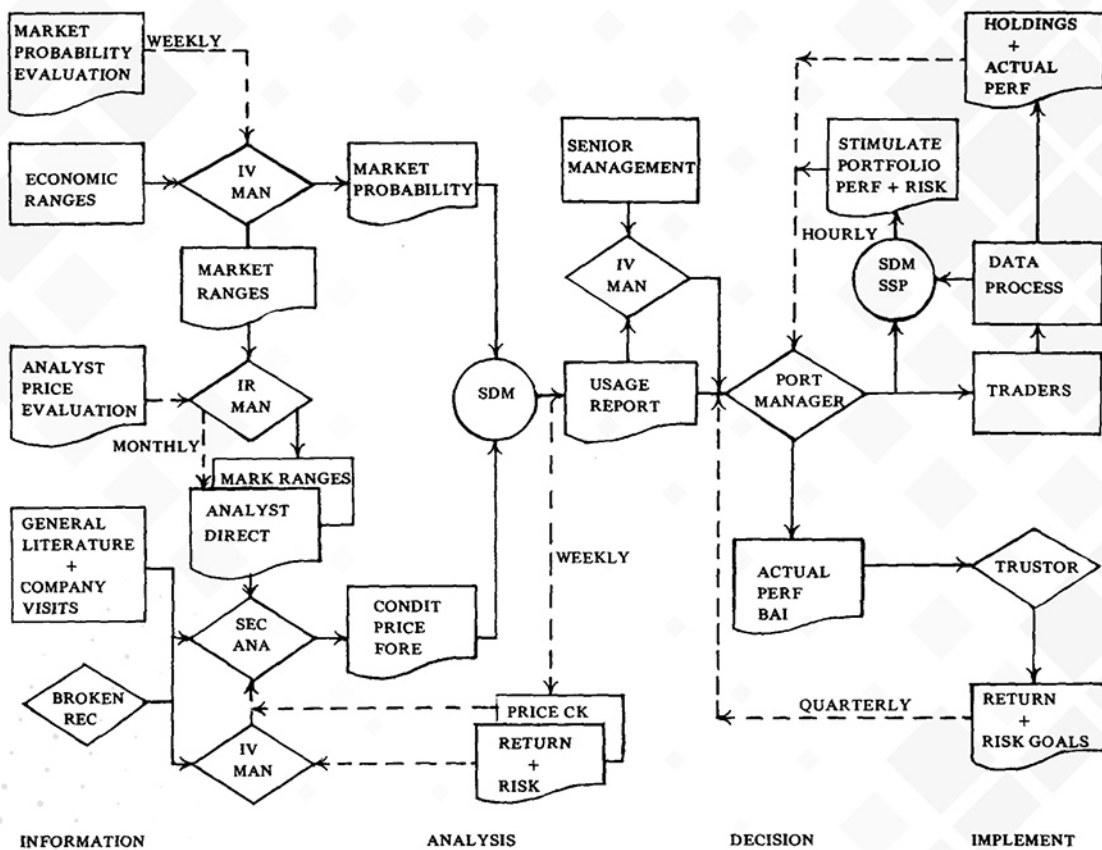 MARKET
PROBABILITY
EVALUATION
WEEKLY
ECONOMIC
RANGES
IV
MAN
MARKET
PROBABILITY
MARKET
RANGES
ANALYST
PRICE
EVALUATION
IR
MAN
MONTHLY
MARK RANGES
ANALYST
DIRECT
GENERAL
LITERATURE
+
COMPANY
VISITS
SEC
ANA
CONDIT
PRICE
FORE
BROKEN
REC
IV
MAN
SDM
SENIOR
MANAGEMENT
IV
MAN
USAGE
REPORT
WEEKLY
PRICE CK
RETURN
+
RISK
HOLDINGS
+
ACTUAL
PERF
STIMULATE
PORTFOLIO
PERF + RISK
HOURLY
SDM
SSP
DATA
PROCESS
PORT
MANAGER
TRADERS
ACTUAL
PERF
BAI
TRUSTOR
QUARTERLY
RETURN
+
RISK GOALS
INFORMATION
ANALYSIS
DECISION
IMPLEMENT